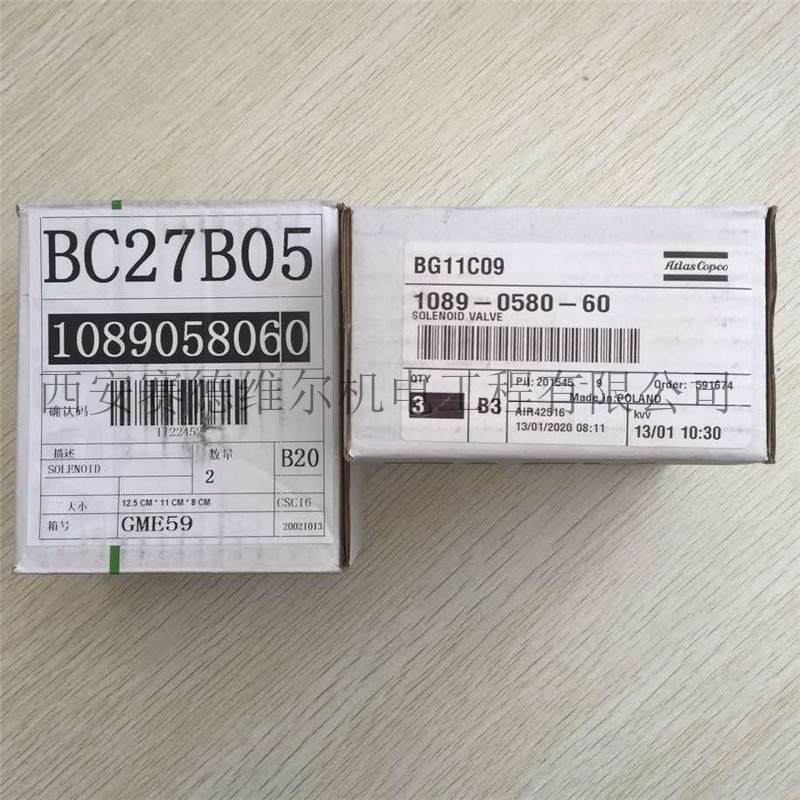 BC27B05
1089058060
确认码
描述
数量
SOLENOID
2
B20
大小
12.5 CM * 11 CM * 8 CM
CSC16
箱号
GME59
20021013
BG11C09
Atlas Copco
1089-0580-60
SOLENOID VALVE
QTY
3
B3
Pil: 201545 9
Order: 591674
Made in: POLAND
AIR42516
kvv
13/01/2020 08:11
13/01 10:30
西安赛德维尔机电工程有限公司